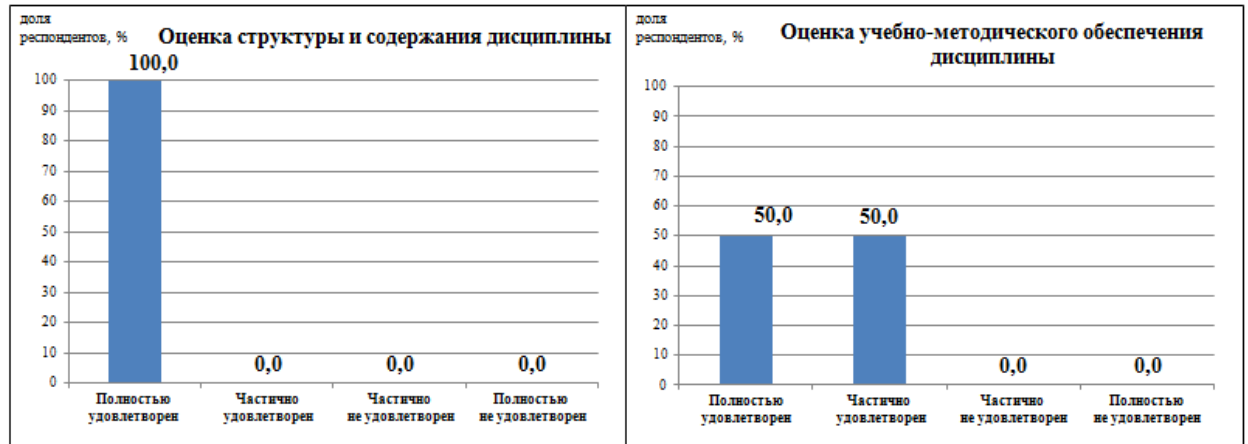 доля
респондентов, %
Оценка структуры и содержания дисциплины
100,0
100
90
80
70
60
50
40
30
20
10
0
0,0
0,0
0,0
Полностью
удовлетворен
Частично
удовлетворен
Частично
не удовлетворен
Полностью
не удовлетворен
доля
респондентов, %
Оценка учебно-методического обеспечения
дисциплины
100
90
80
70
60
50
40
30
20
10
0
50,0
50,0
0,0
0,0
Полностью
удовлетворен
Частично
удовлетворен
Частично
не удовлетворен
Полностью
не удовлетворен